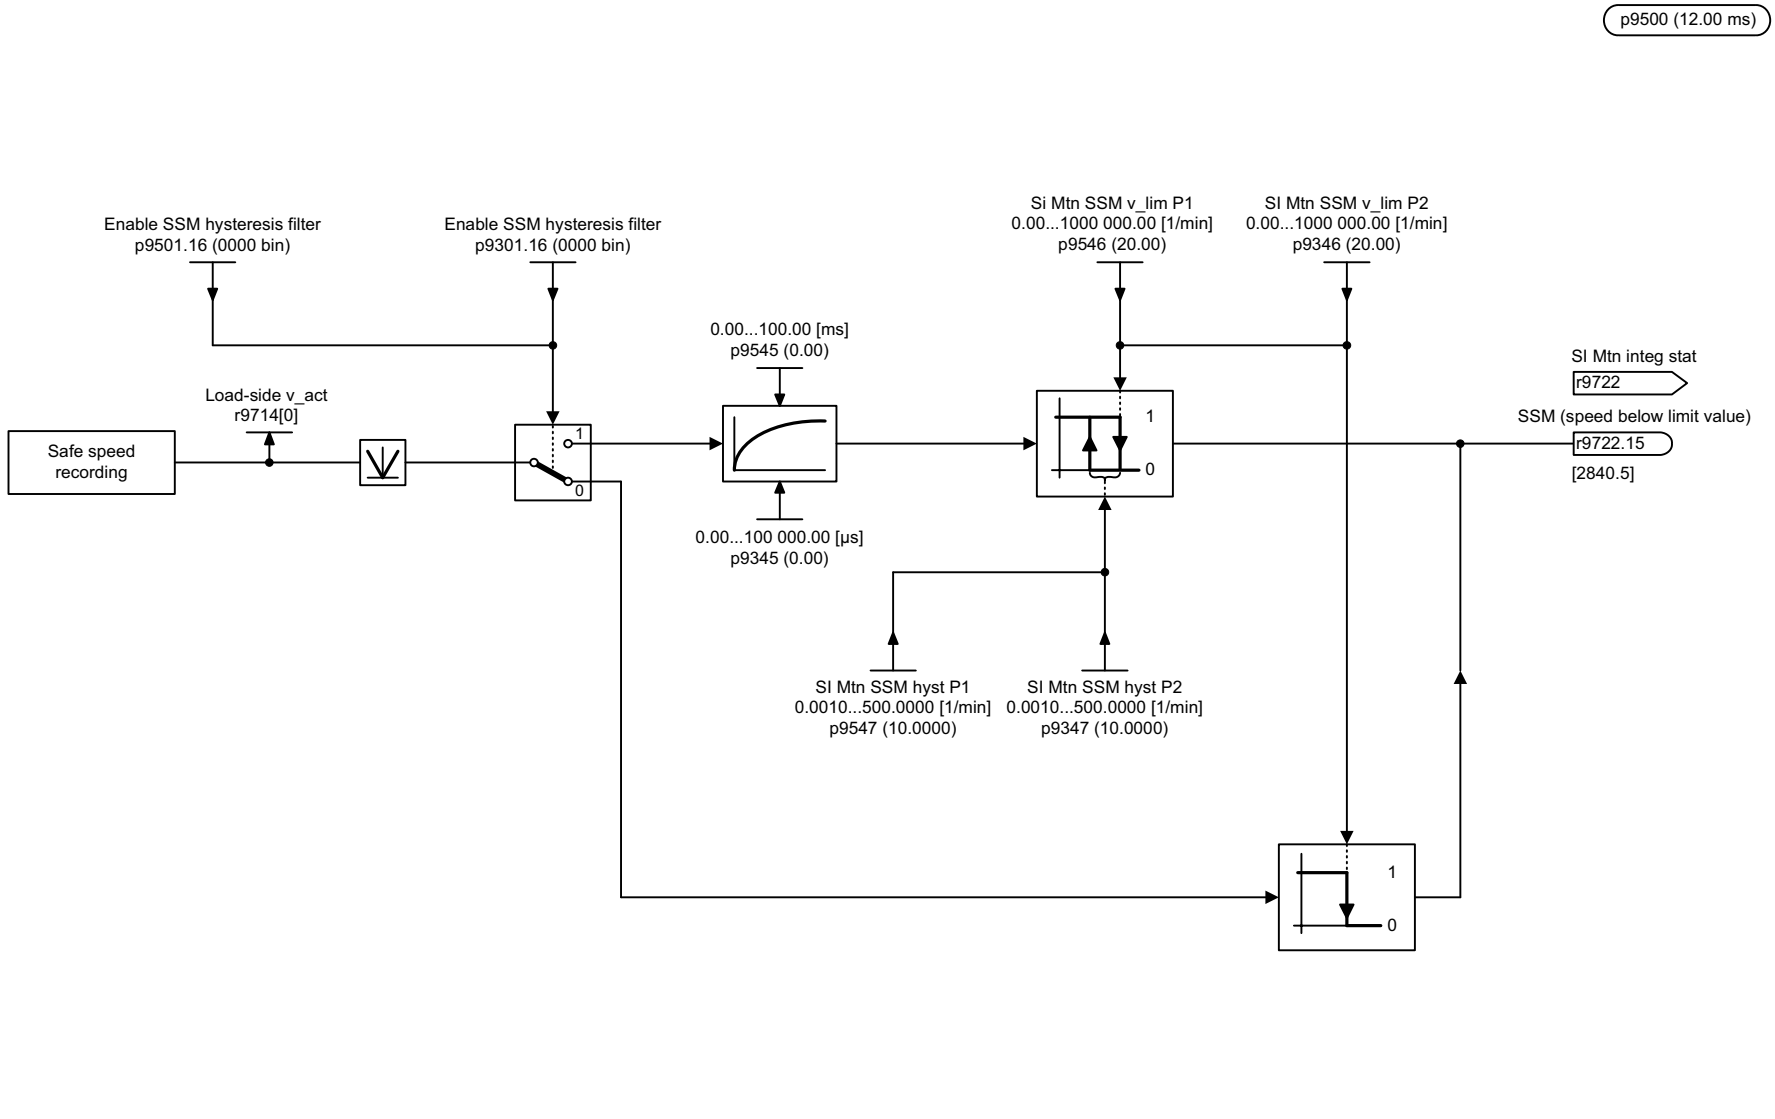 p9500 (12.00 ms)
Enable SSM hysteresis filter
p9501.16 (0000 bin)
Enable SSM hysteresis filter
p9301.16 (0000 bin)
Si Mtn SSM v_lim P1
0.00...1000 000.00 [1/min]
p9546 (20.00)
SI Mtn SSM v_lim P2
0.00...1000 000.00 [1/min]
p9346 (20.00)
0.00...100.00 [ms]
p9545 (0.00)
SI Mtn integ stat
r9722
Load-side v_act
r9714[0]
SSM (speed below limit value)
r9722.15
[2840.5]
Safe speed
recording
1
0
1
0
0.00...100 000.00 [µs]
p9345 (0.00)
SI Mtn SSM hyst P1
0.0010...500.0000 [1/min]
p9547 (10.0000)
SI Mtn SSM hyst P2
0.0010...500.0000 [1/min]
p9347 (10.0000)
1
0